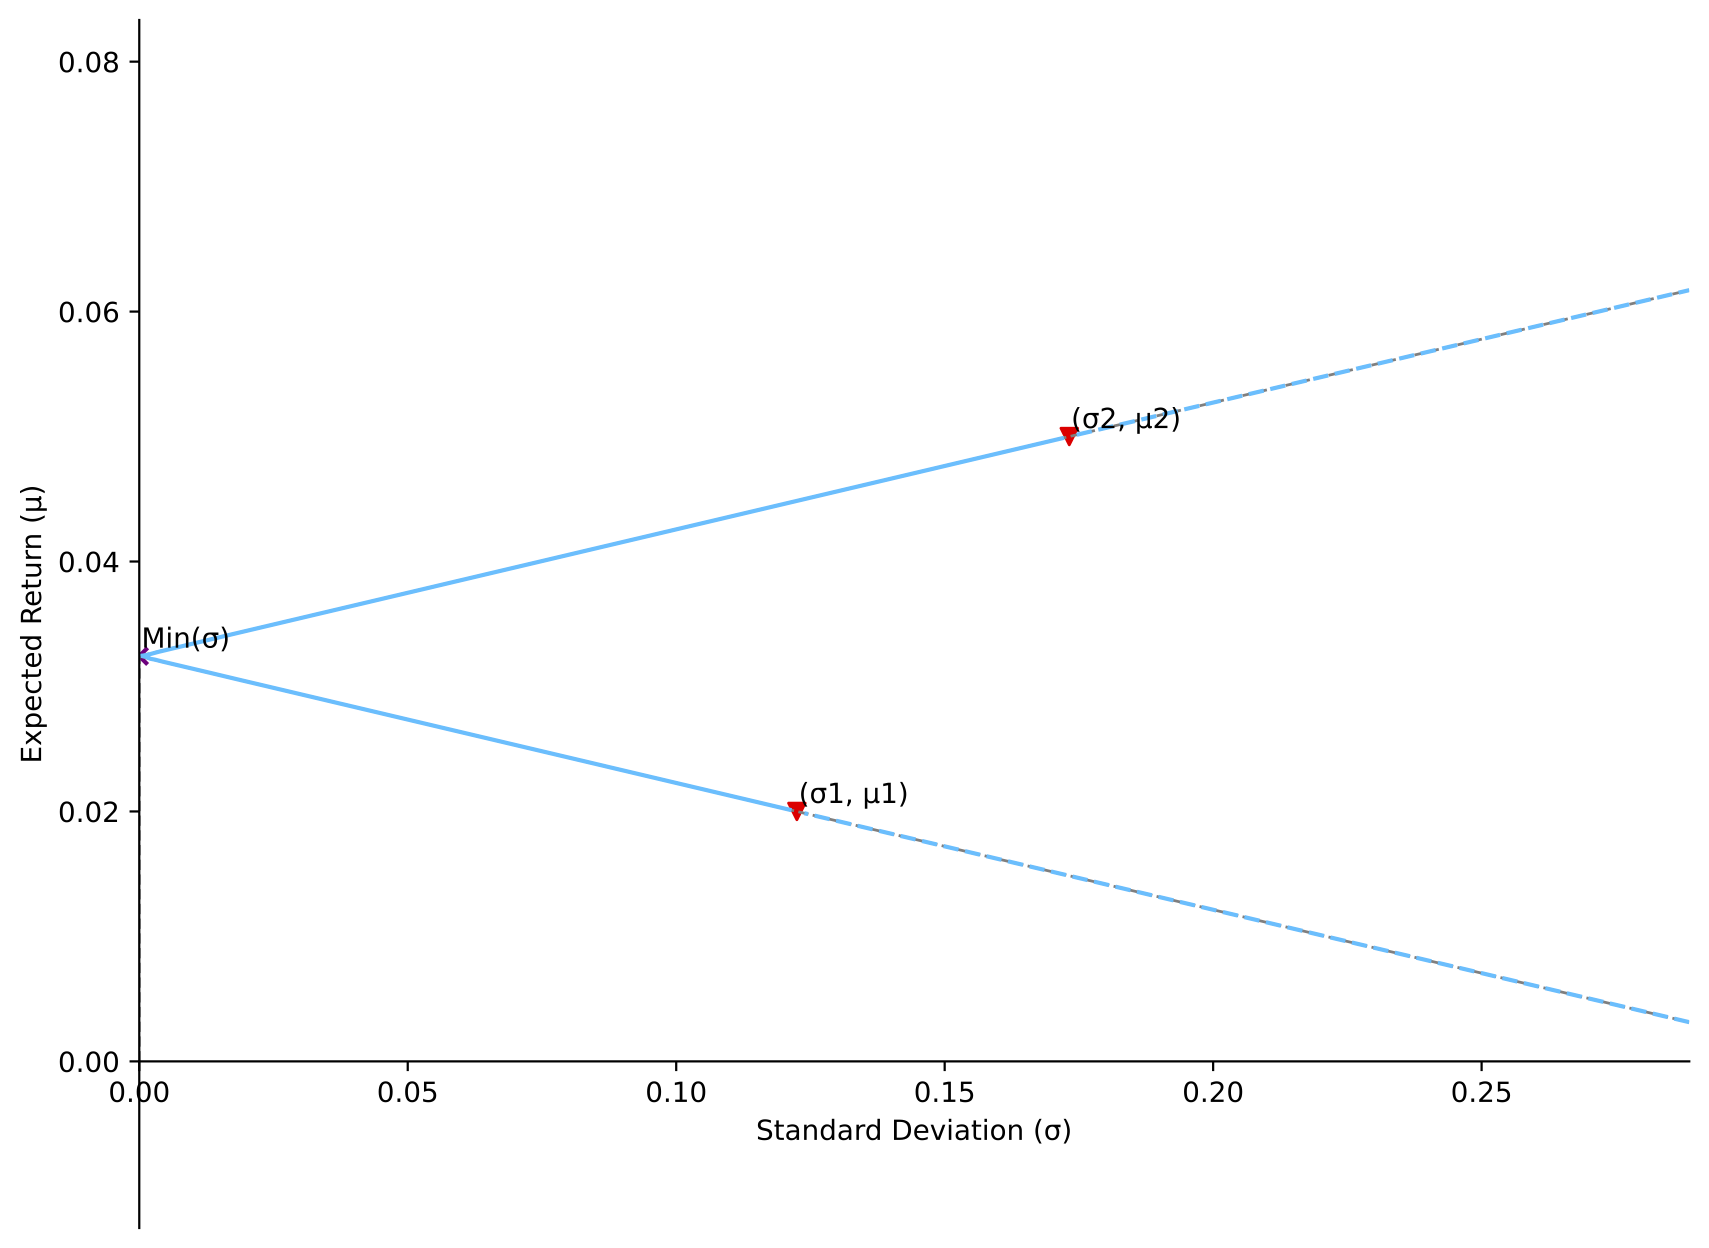 0.08
0.06
(σ2, μ2)
0.04
Min(σ)
(σ1, μ1)
0.02
0.00
Expected Return (μ)
0.00 0.05 0.10 0.15 0.20 0.25
Standard Deviation (σ)